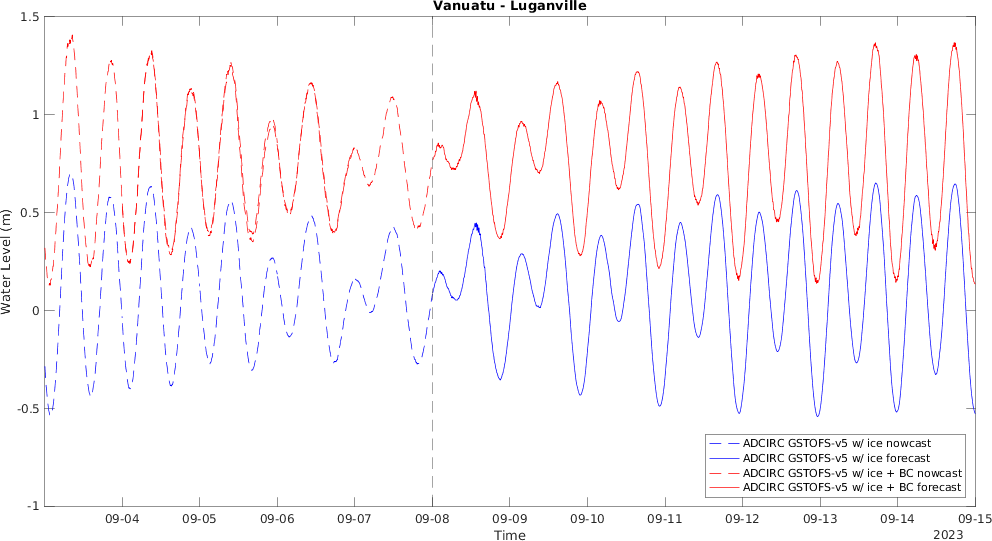 Vanuatu - Luganville
1.5
1
0.5
0
-0.5
-1
Water Level (m)
ADCIRC GSTOFS-v5 w/ ice nowcast
ADCIRC GSTOFS-v5 w/ ice forecast
ADCIRC GSTOFS-v5 w/ ice + BC nowcast
ADCIRC GSTOFS-v5 w/ ice + BC forecast
09-04 09-05 09-06 09-07 09-08 09-09 09-10 09-11 09-12 09-13 09-14 09-15
Time
2023